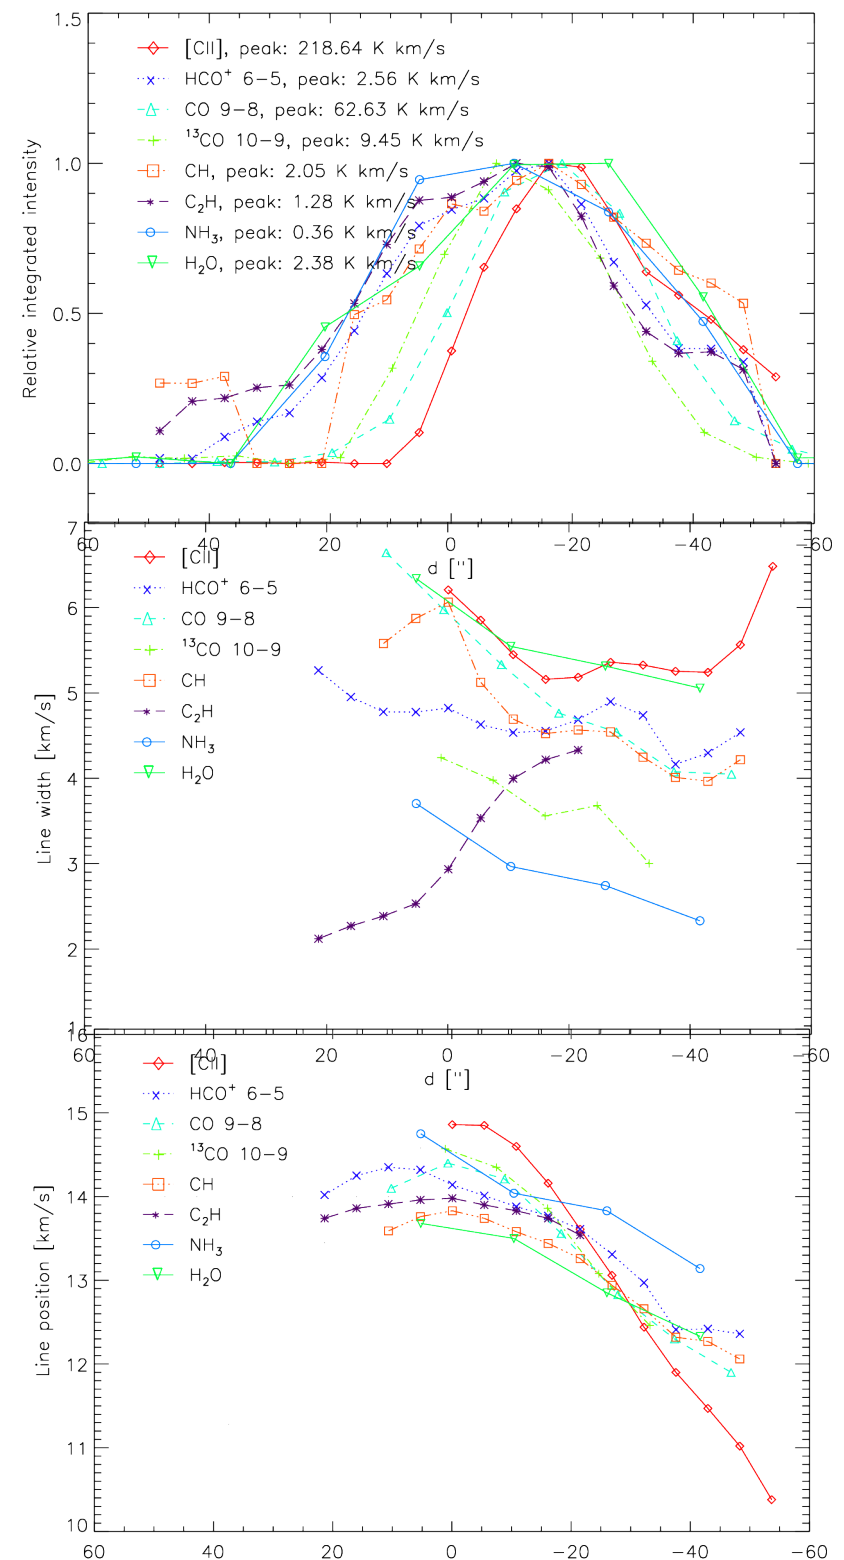 1.5
[CII], peak: 218.64 K km/s
HCO+ 6−5, peak: 2.56 K km/s
CO 9−8, peak: 62.63 K km/s
13CO 10−9, peak: 9.45 K km/s
1.0
CH, peak: 2.05 K km/s
C2H, peak: 1.28 K km/s
NH3, peak: 0.36 K km/s
H2O, peak: 2.38 K km/s
Relative integrated intensity
0.5
0.0
60 40 20 0 −20 −40 −60
d ["]
7
[CII]
HCO+ 6−5
6
CO 9−8
13CO 10−9
CH
5
C2H
NH3
H2O
Line width [km/s]
4
3
2
1
60 40 20 0 −20 −40 −60
d ["]
16
[CII]
HCO+ 6−5
15
CO 9−8
13CO 10−9
CH
14
C2H
NH3
H2O
Line position [km/s]
13
12
11
10
60 40 20 0 −20 −40 −60